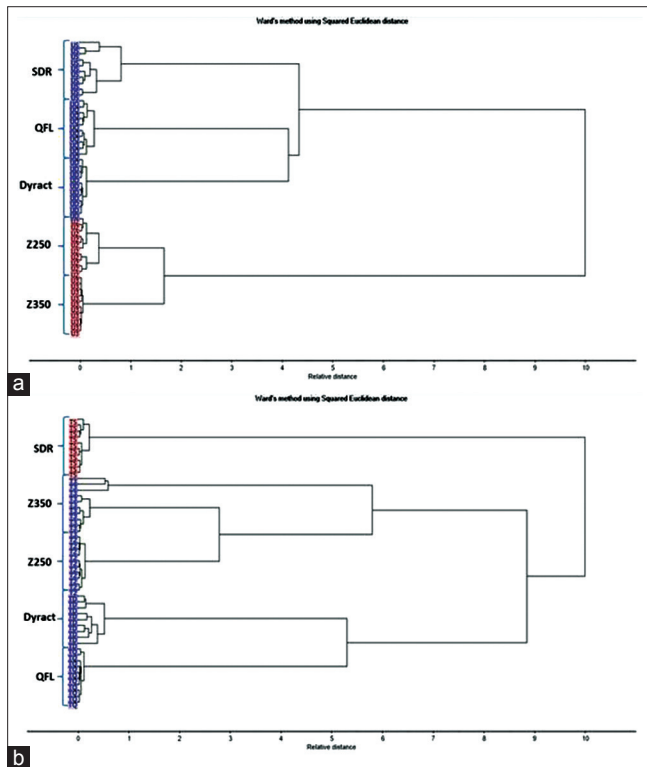 Ward's method using Squared Euclidean distance
SDR
QFL
Dyract
Z250
Z350
0 1 2 3 4 5 6 7 8 9 10
Relative distance
a
Ward's method using Squared Euclidean distance
SDR
Z350
Z250
Dyract
QFL
0 1 2 3 4 5 6 7 8 9 10
Relative distance
b